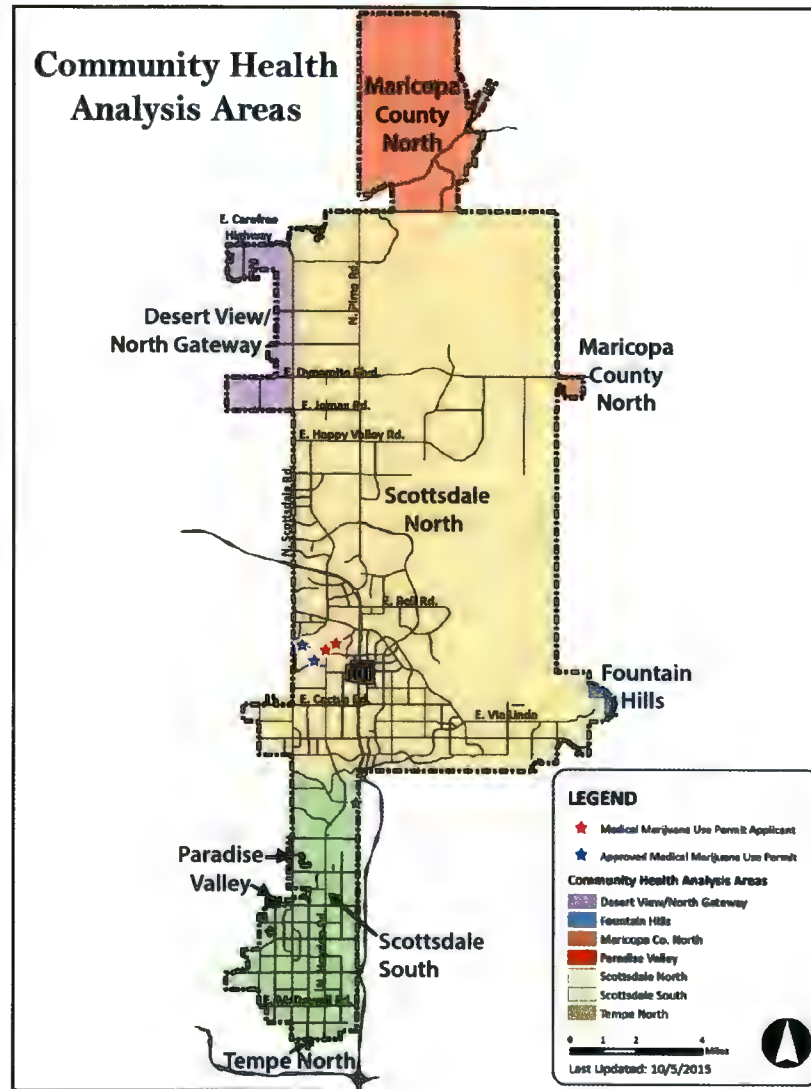 Community Health
Analysis Areas
Maricopa
County
North
E. Carefree
Highway
N. Pima Rd.
Desert View/
North Gateway
Maricopa
County
North
E. Dynamite Blvd.
E. Jomax Rd.
E. Happy Valley Rd.
N. Scottsdale Rd.
Scottsdale
North
E. Bell Rd.
101
Fountain
Hills
E. Cactus Rd.
E. Via Linda
Paradise
Valley
Scottsdale
South
N. Hayden Rd.
E. McDowell Rd.
Tempe North
LEGEND
Medical Marijuana Use Permit Applicant
Approved Medical Marijuana Use Permit
Community Health Analysis Areas
Desert View/North Gateway
Fountain Hills
Maricopa Co. North
Paradise Valley
Scottsdale North
Scottsdale South
Tempe North
0 1 2 4
Miles
Last Updated: 10/5/2015